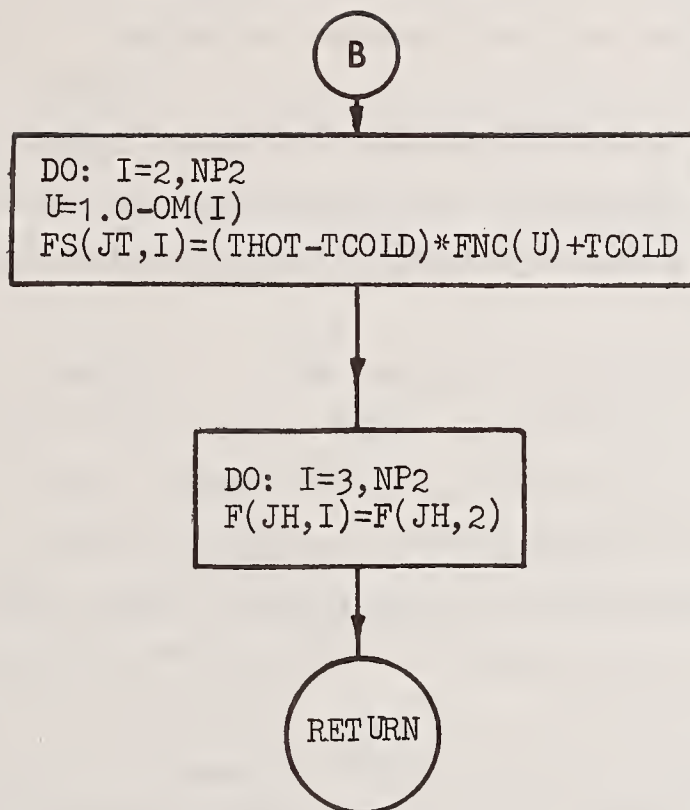 B
DO: I=2,NP2
U=1.0-OM(I)
FS(JT,I)=(THOT-TCOLD)*FNC(U)+TCOLD
DO: I=3,NP2
F(JH,I)=F(JH,2)
RETURN